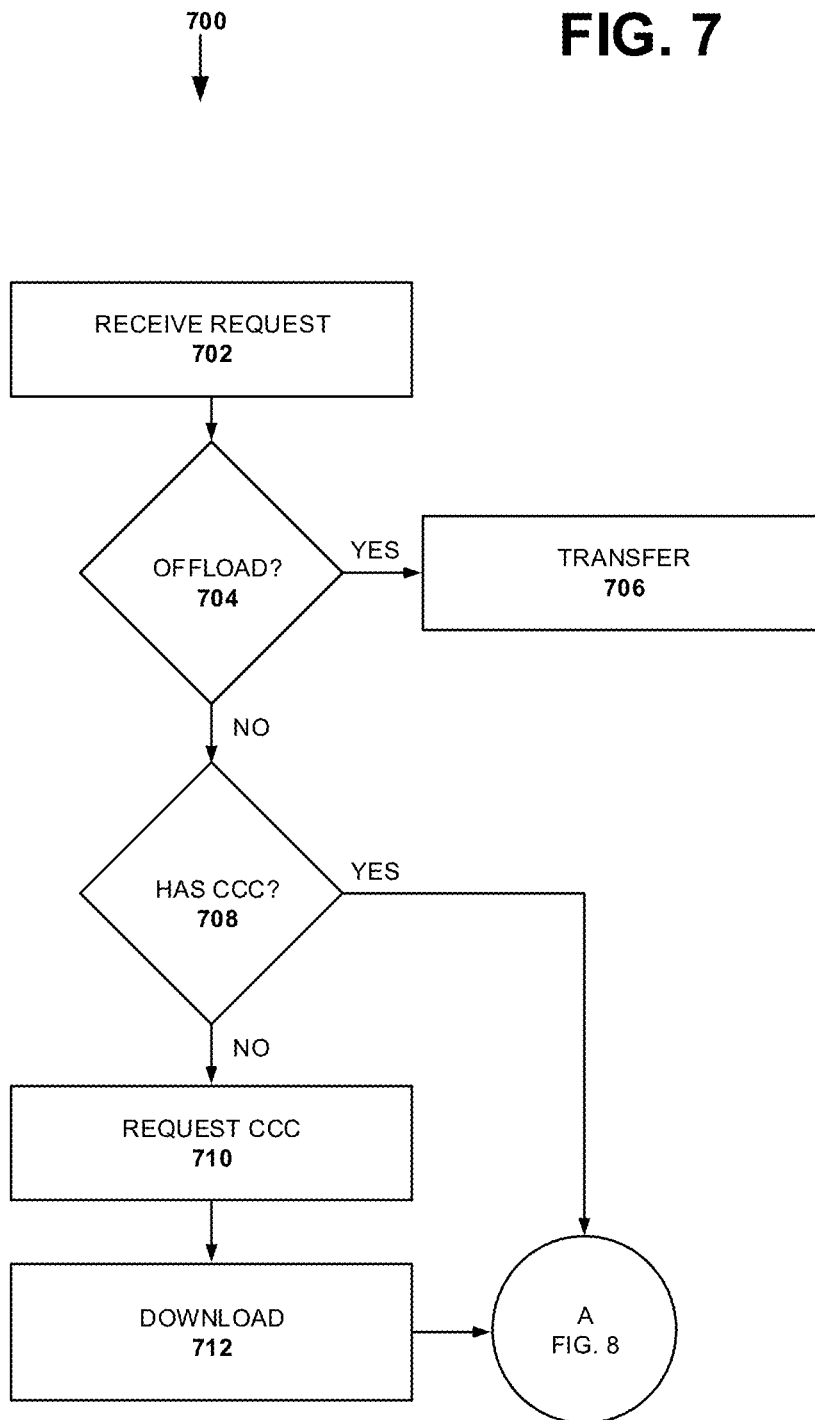 700
FIG. 7
RECEIVE REQUEST
702
OFFLOAD?
704
YES
TRANSFER
706
NO
HAS CCC?
708
YES
NO
REQUEST CCC
710
DOWNLOAD
712
A
FIG. 8